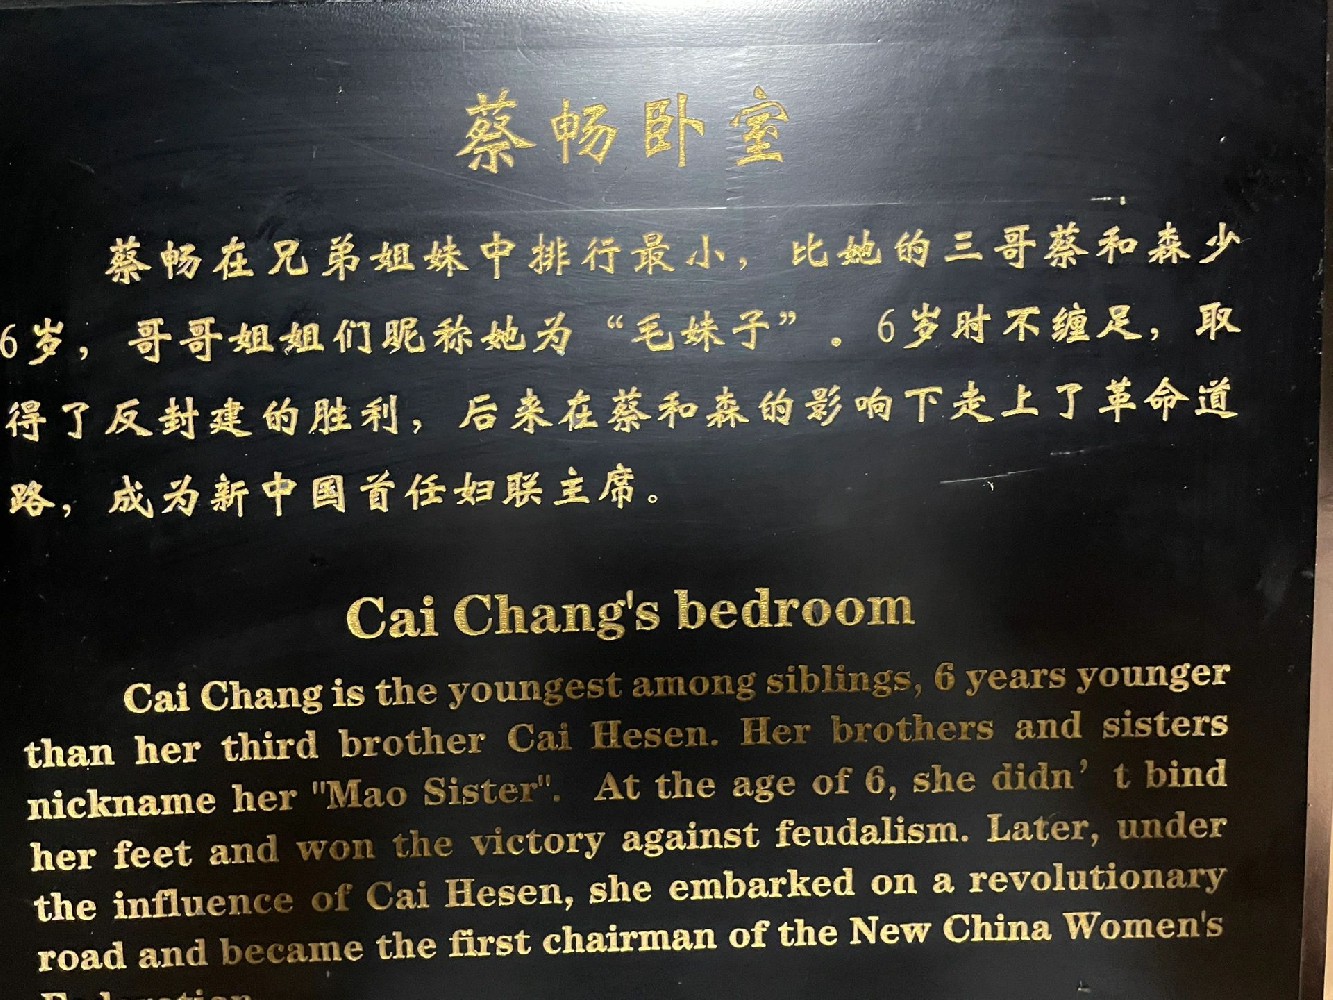 蔡畅卧室
蔡畅在兄弟姐妹中排行最小，比她的三哥蔡和森少
6岁，哥哥姐姐们昵称她为“毛妹子”。6岁时不缠足，取
得了反封建的胜利，后来在蔡和森的影响下走上了革命道
路，成为新中国首任妇联主席。
Cai Chang's bedroom
Cai Chang is the youngest among siblings, 6 years younger
than her third brother Cai Hesen. Her brothers and sisters
nickname her "Mao Sister". At the age of 6, she didn’t bind
her feet and won the victory against feudalism. Later, under
the influence of Cai Hesen, she embarked on a revolutionary
road and became the first chairman of the New China Women's
Federation